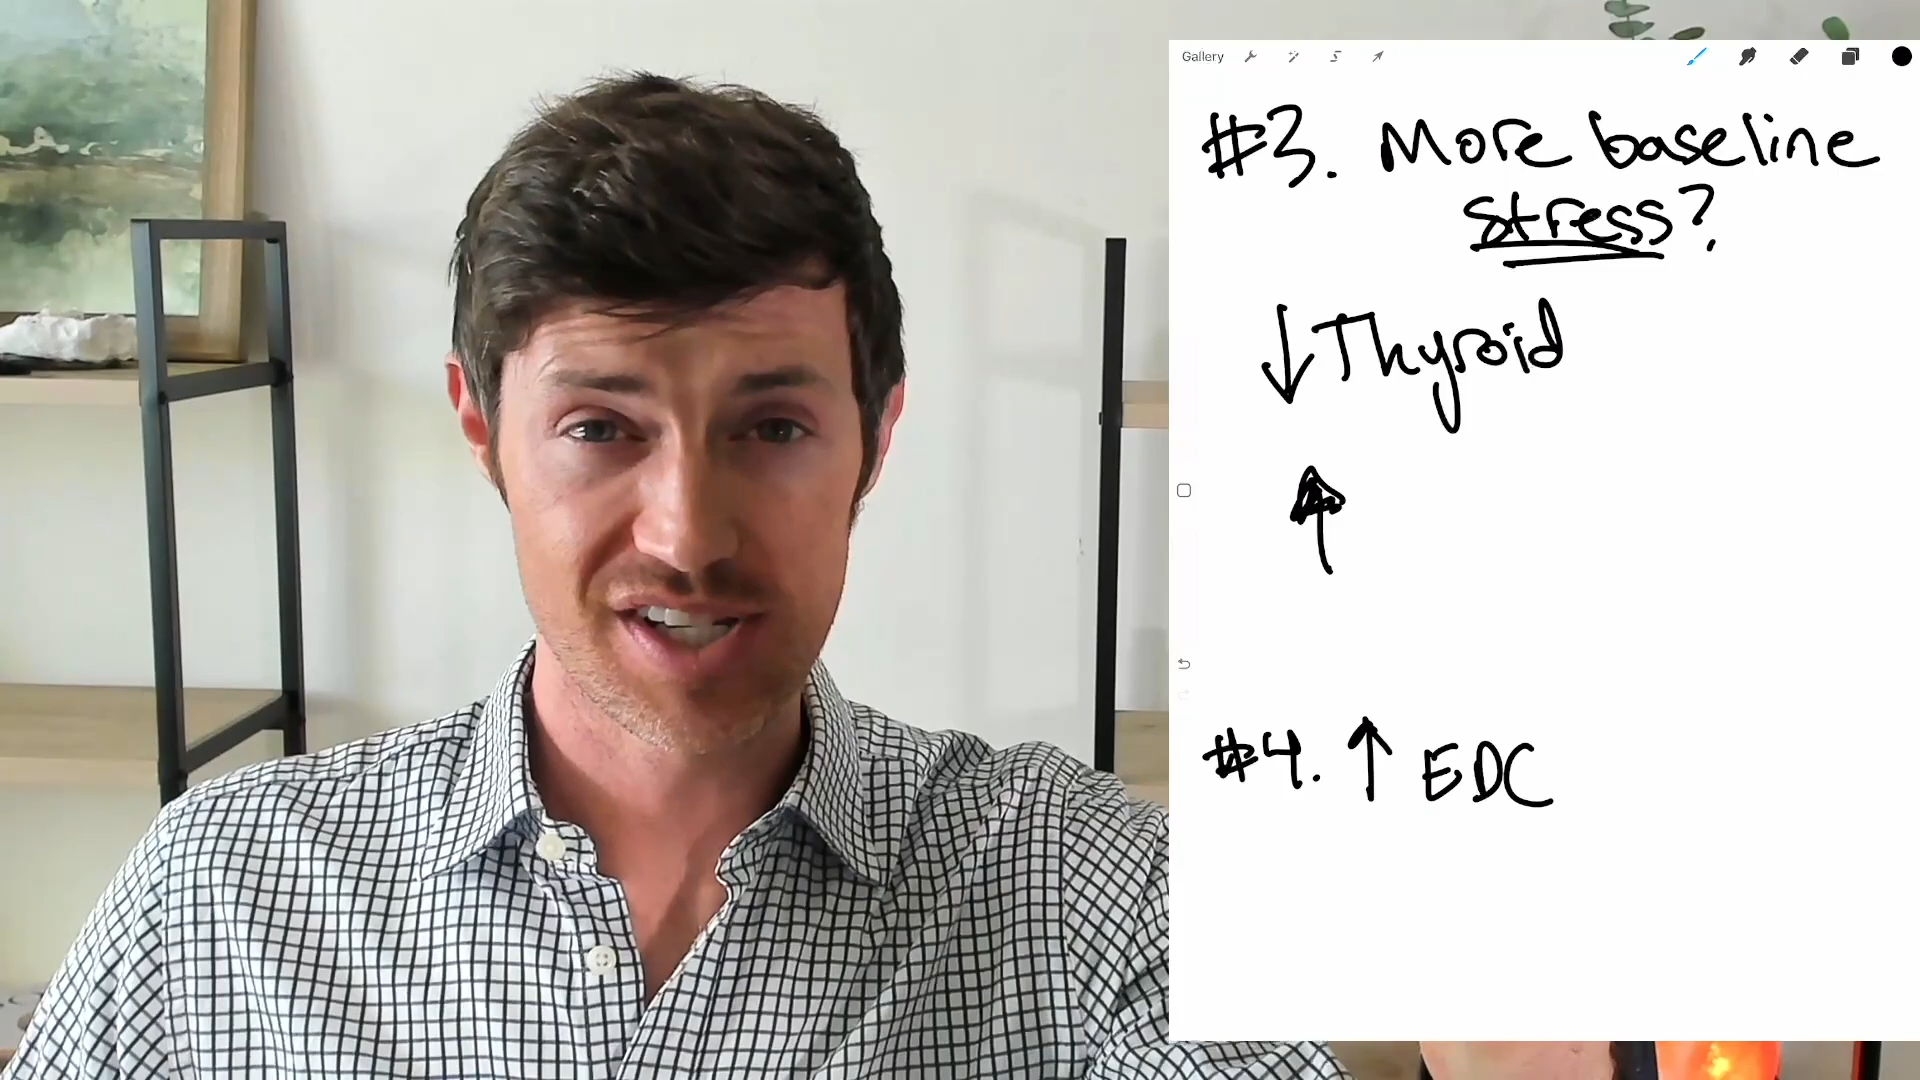 Gallery
#3. More baseline
stress?
↓ Thyroid
↑
#4. ↑ EDC